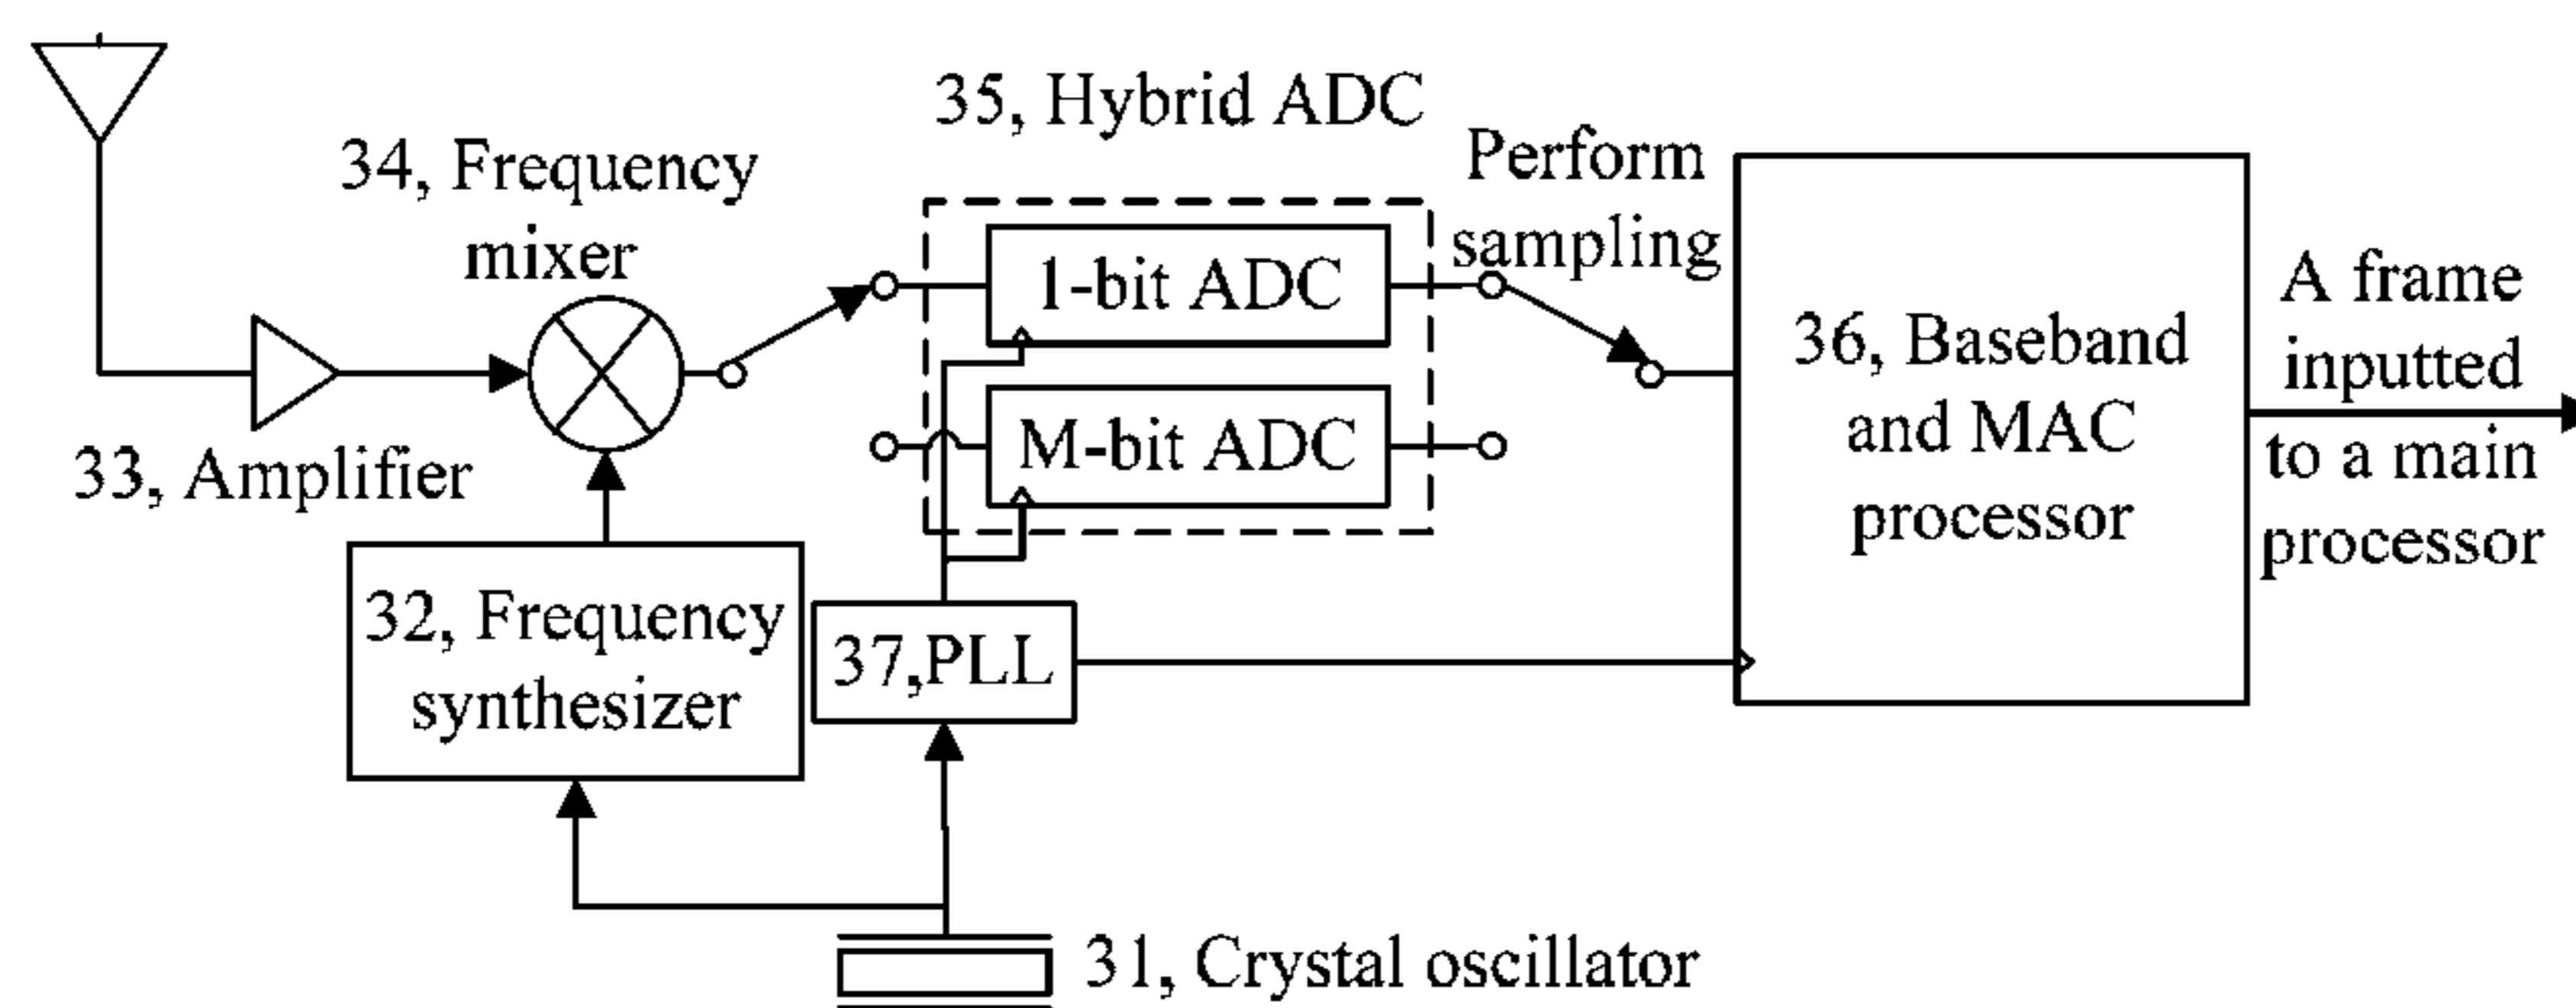 35, Hybrid ADC
34, Frequency
mixer
Perform
sampling
1-bit ADC
M-bit ADC
33, Amplifier
36, Baseband
and MAC
processor
A frame
inputted
to a main
processor
32, Frequency
synthesizer
37,PLL
31, Crystal oscillator